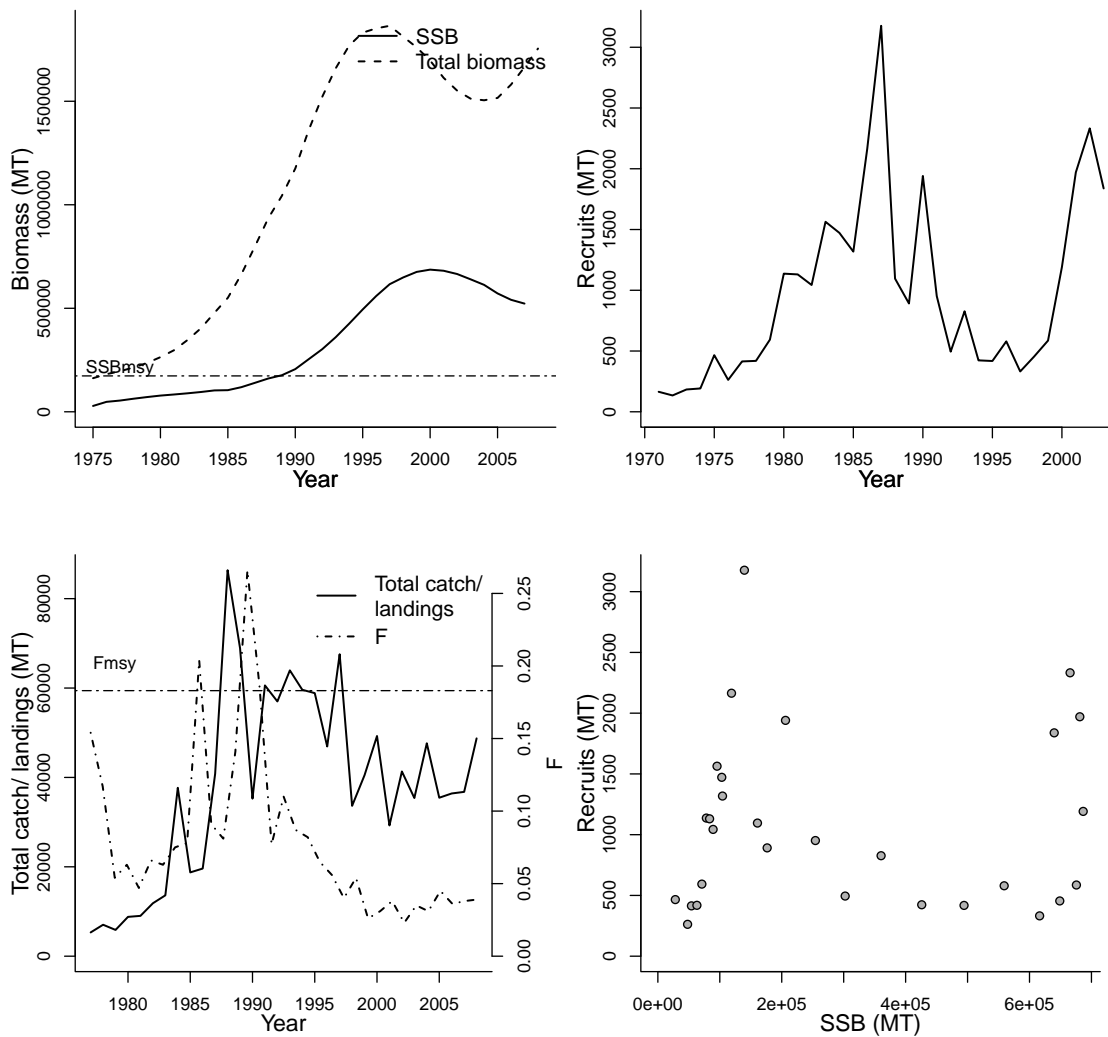 SSB
Total biomass
SSBmsy
Biomass (MT)
0
500000
1000000
1500000
1975 1980 1985 1990 1995 2000 2005
Year
Recruits (MT)
0
500
1000
1500
2000
2500
3000
1970 1975 1980 1985 1990 1995 2000
Year
Total catch/
landings
F
Fmsy
Total catch/ landings (MT)
0
20000
40000
60000
80000
0.00
0.05
0.10
0.15
0.20
0.25
F
1980 1985 1990 1995 2000 2005
Year
Recruits (MT)
0
500
1000
1500
2000
2500
3000
0e+00 2e+05 4e+05 6e+05
SSB (MT)